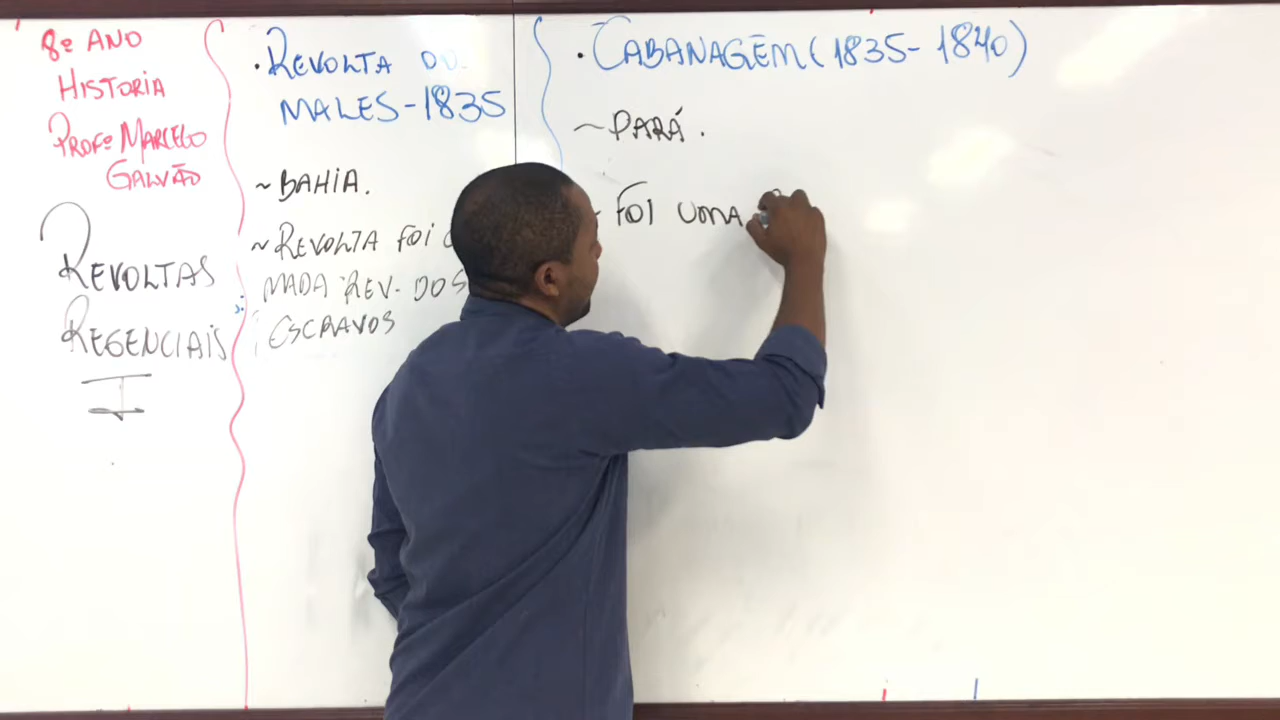 8º ANO
HISTORIA
PROFº MARCELO
GALVÃO
REVOLTAS
REGENCIAIS
I
· REVOLTA DO
MALES - 1835
~ BAHIA.
~ REVOLTA FOI
MADA REV. DOS
ESCRAVOS
· CABANAGEM (1835 - 1840)
~ PARÁ.
~ FOI UMA